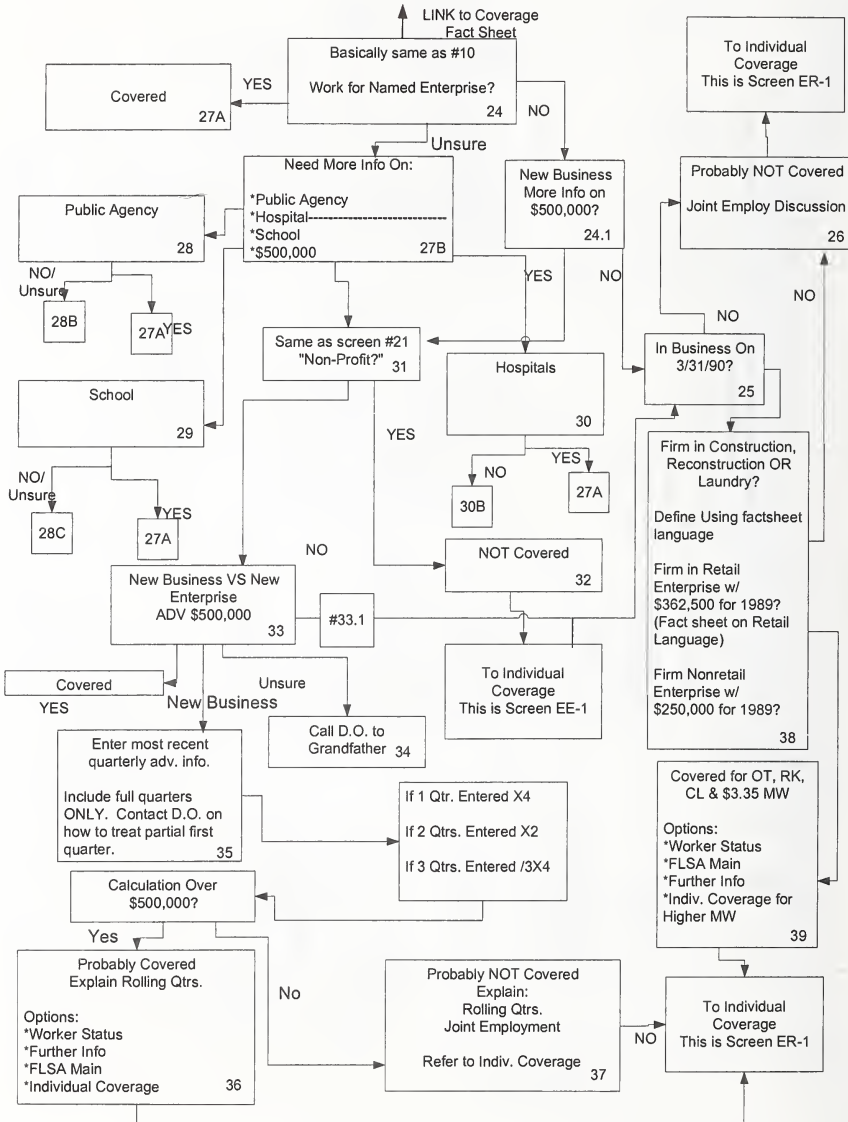 LINK to Coverage
Fact Sheet
Basically same as #10
Work for Named Enterprise?
24
YES
Covered
27A
NO
Unsure
To Individual
Coverage
This is Screen ER-1
Need More Info On:
*Public Agency
*Hospital------------------------------
*School
*$500,000
27B
New Business
More Info on
$500,000?
24.1
Probably NOT Covered
Joint Employ Discussion
26
Public Agency
28
NO/
Unsure
28B
27A
YES
YES
NO
NO
NO
Same as screen #21
"Non-Profit?"
31
Hospitals
30
In Business On
3/31/90?
25
School
29
NO/
Unsure
28C
YES
27A
YES
NO
30B
YES
27A
Firm in Construction,
Reconstruction OR
Laundry?
Define Using factsheet
language
Firm in Retail
Enterprise w/
$362,500 for 1989?
(Fact sheet on Retail
Language)
Firm Nonretail
Enterprise w/
$250,000 for 1989?
38
NO
NOT Covered
32
New Business VS New
Enterprise
ADV $500,000
33
#33.1
To Individual
Coverage
This is Screen EE-1
Covered
YES
New Business
Unsure
Call D.O. to
Grandfather
34
Enter most recent
quarterly adv. info.
Include full quarters
ONLY. Contact D.O. on
how to treat partial first
quarter.
35
If 1 Qtr. Entered X4
If 2 Qtrs. Entered X2
If 3 Qtrs. Entered /3X4
Covered for OT, RK,
CL & $3.35 MW
Options:
*Worker Status
*FLSA Main
*Further Info
*Indiv. Coverage for
Higher MW
39
Calculation Over
$500,000?
Yes
No
Probably Covered
Explain Rolling Qtrs.
Options:
*Worker Status
*Further Info
*FLSA Main
*Individual Coverage
36
Probably NOT Covered
Explain:
Rolling Qtrs.
Joint Employment
Refer to Indiv. Coverage
37
NO
To Individual
Coverage
This is Screen ER-1